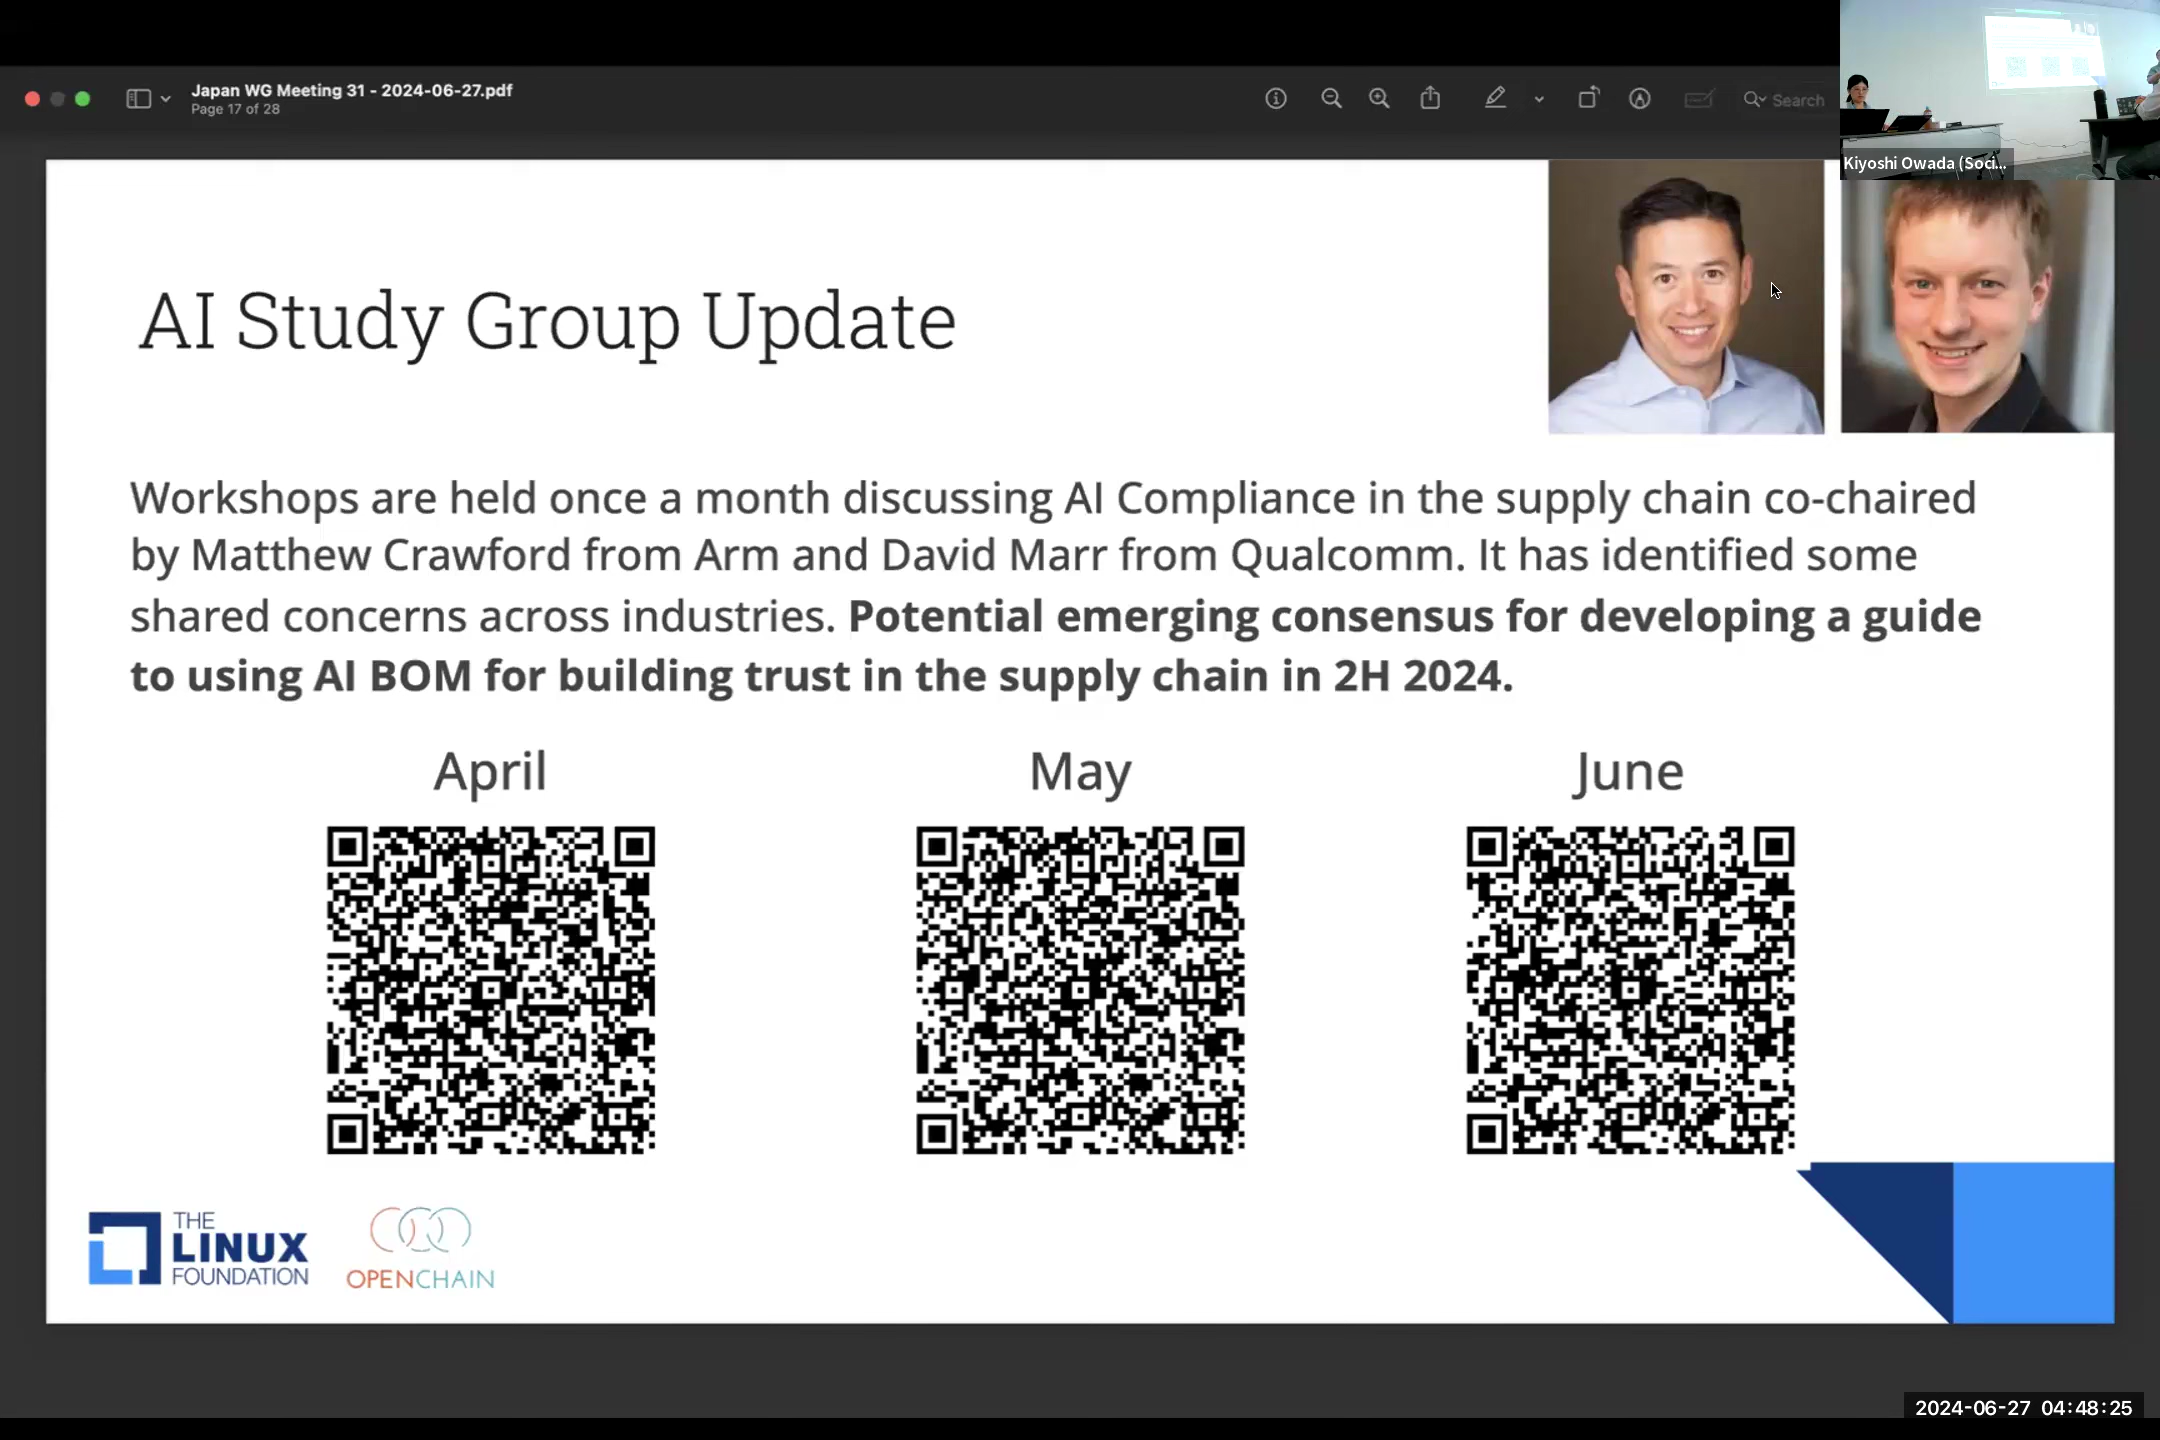 Japan WG Meeting 31 - 2024-06-27.pdf
Page 17 of 28
Search
Kiyoshi Owada (Soci...
AI Study Group Update
Workshops are held once a month discussing AI Compliance in the supply chain co-chaired
by Matthew Crawford from Arm and David Marr from Qualcomm. It has identified some
shared concerns across industries. Potential emerging consensus for developing a guide
to using AI BOM for building trust in the supply chain in 2H 2024.
April
May
June
THE
LINUX
FOUNDATION
OPENCHAIN
2024-06-27 04:48:25